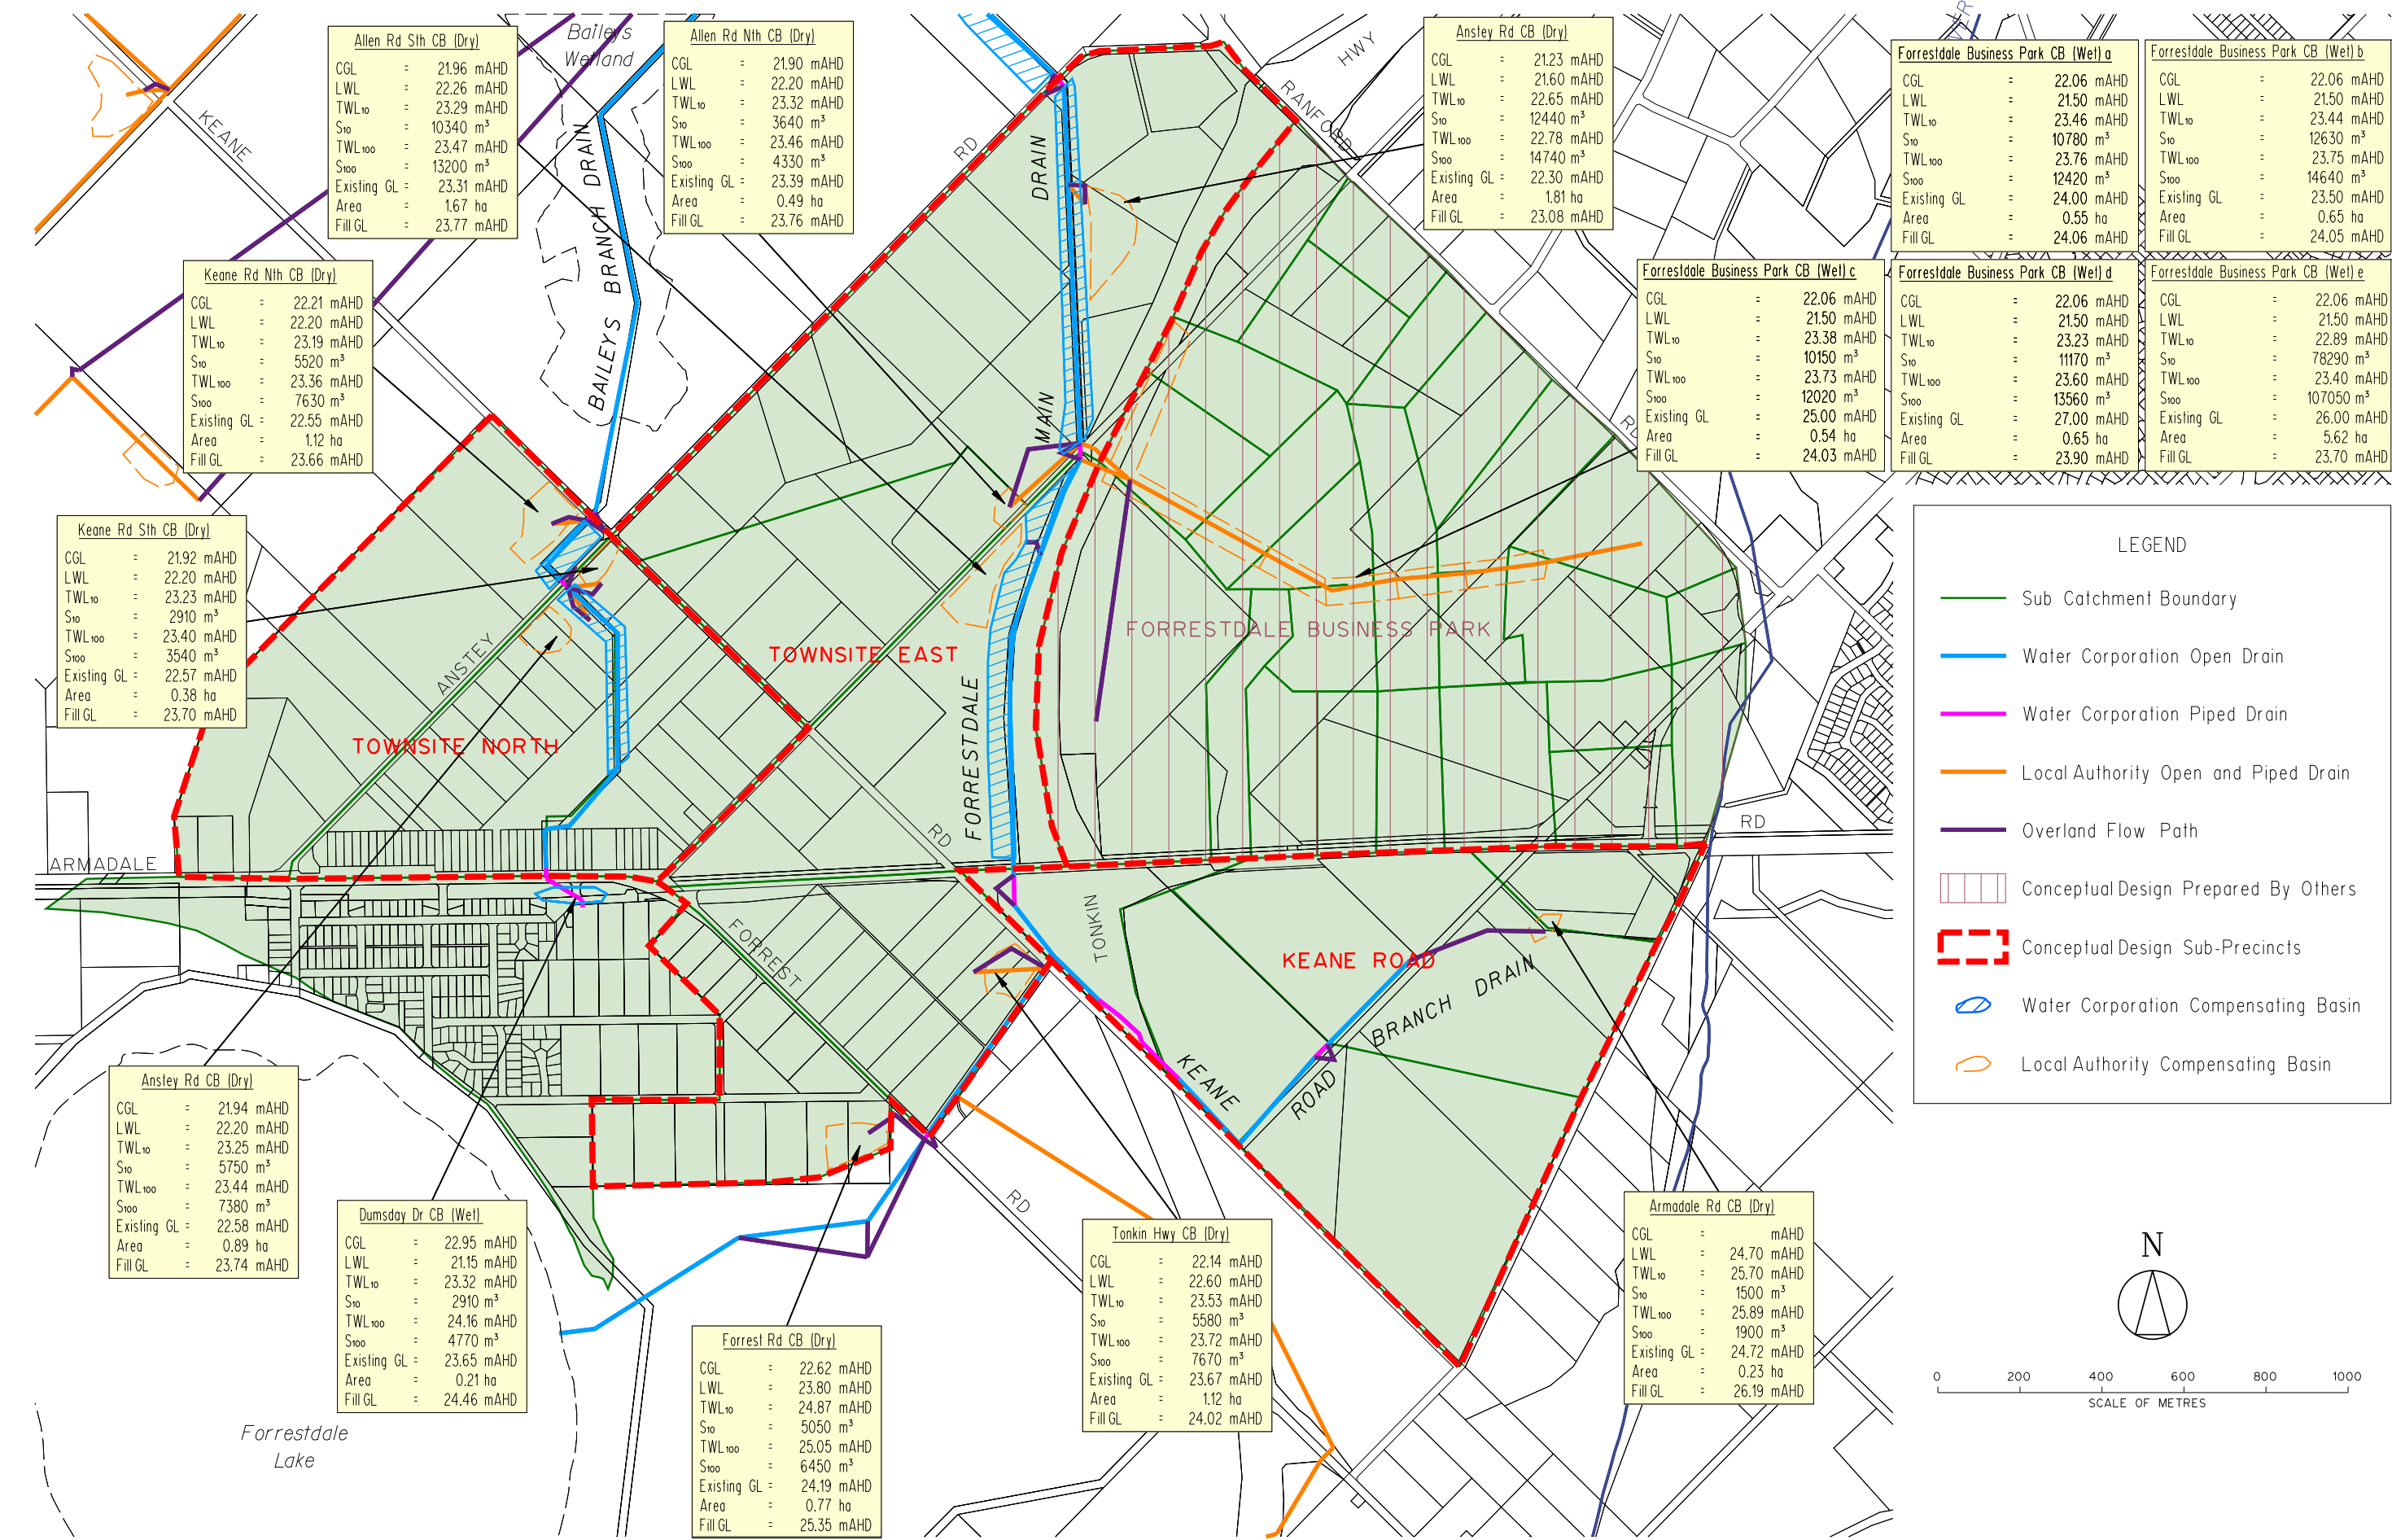 Allen Rd Sth CB (Dry)
CGL = 21.96 mAHD
LWL = 22.26 mAHD
TWL10 = 23.29 mAHD
S10 = 10340 m³
TWL100 = 23.47 mAHD
S100 = 13200 m³
Existing GL = 23.31 mAHD
Area = 1.67 ha
Fill GL = 23.77 mAHD
Baileys
Wetland
Allen Rd Nth CB (Dry)
CGL = 21.90 mAHD
LWL = 22.20 mAHD
TWL10 = 23.32 mAHD
S10 = 3640 m³
TWL100 = 23.46 mAHD
S100 = 4330 m³
Existing GL = 23.39 mAHD
Area = 0.49 ha
Fill GL = 23.76 mAHD
Anstey Rd CB (Dry)
CGL = 21.23 mAHD
LWL = 21.60 mAHD
TWL10 = 22.65 mAHD
S10 = 12440 m³
TWL100 = 22.78 mAHD
S100 = 14740 m³
Existing GL = 22.30 mAHD
Area = 1.81 ha
Fill GL = 23.08 mAHD
Forrestdale Business Park CB (Wet) a
CGL = 22.06 mAHD
LWL = 21.50 mAHD
TWL10 = 23.46 mAHD
S10 = 10780 m³
TWL100 = 23.76 mAHD
S100 = 12420 m³
Existing GL = 24.00 mAHD
Area = 0.55 ha
Fill GL = 24.06 mAHD
Forrestdale Business Park CB (Wet) b
CGL = 22.06 mAHD
LWL = 21.50 mAHD
TWL10 = 23.44 mAHD
S10 = 12630 m³
TWL100 = 23.75 mAHD
S100 = 14640 m³
Existing GL = 23.50 mAHD
Area = 0.65 ha
Fill GL = 24.05 mAHD
Forrestdale Business Park CB (Wet) c
CGL = 22.06 mAHD
LWL = 21.50 mAHD
TWL10 = 23.38 mAHD
S10 = 10150 m³
TWL100 = 23.73 mAHD
S100 = 12020 m³
Existing GL = 25.00 mAHD
Area = 0.54 ha
Fill GL = 24.03 mAHD
Forrestdale Business Park CB (Wet) d
CGL = 22.06 mAHD
LWL = 21.50 mAHD
TWL10 = 23.23 mAHD
S10 = 11170 m³
TWL100 = 23.60 mAHD
S100 = 13560 m³
Existing GL = 27.00 mAHD
Area = 0.65 ha
Fill GL = 23.90 mAHD
Forrestdale Business Park CB (Wet) e
CGL = 22.06 mAHD
LWL = 21.50 mAHD
TWL10 = 22.89 mAHD
S10 = 78290 m³
TWL100 = 23.40 mAHD
S100 = 107050 m³
Existing GL = 26.00 mAHD
Area = 5.62 ha
Fill GL = 23.70 mAHD
Keane Rd Nth CB (Dry)
CGL = 22.21 mAHD
LWL = 22.20 mAHD
TWL10 = 23.19 mAHD
S10 = 5520 m³
TWL100 = 23.36 mAHD
S100 = 7630 m³
Existing GL = 22.55 mAHD
Area = 1.12 ha
Fill GL = 23.66 mAHD
Keane Rd Sth CB (Dry)
CGL = 21.92 mAHD
LWL = 22.20 mAHD
TWL10 = 23.23 mAHD
S10 = 2910 m³
TWL100 = 23.40 mAHD
S100 = 3540 m³
Existing GL = 22.57 mAHD
Area = 0.38 ha
Fill GL = 23.70 mAHD
KEANE
BAILEYS BRANCH DRAIN
RD
HWY
RANFORD
RD
FORRESTDALE MAIN DRAIN
ANSTEY
TOWNSITE NORTH
TOWNSITE EAST
FORRESTDALE BUSINESS PARK
RD
RD
ARMADALE
FORREST
TONKIN
KEANE ROAD
KEANE
ROAD
BRANCH DRAIN
RD
LEGEND
Sub Catchment Boundary
Water Corporation Open Drain
Water Corporation Piped Drain
Local Authority Open and Piped Drain
Overland Flow Path
Conceptual Design Prepared By Others
Conceptual Design Sub-Precincts
Water Corporation Compensating Basin
Local Authority Compensating Basin
Anstey Rd CB (Dry)
CGL = 21.94 mAHD
LWL = 22.20 mAHD
TWL10 = 23.25 mAHD
S10 = 5750 m³
TWL100 = 23.44 mAHD
S100 = 7380 m³
Existing GL = 22.58 mAHD
Area = 0.89 ha
Fill GL = 23.74 mAHD
Dumsday Dr CB (Wet)
CGL = 22.95 mAHD
LWL = 21.15 mAHD
TWL10 = 23.32 mAHD
S10 = 2910 m³
TWL100 = 24.16 mAHD
S100 = 4770 m³
Existing GL = 23.65 mAHD
Area = 0.21 ha
Fill GL = 24.46 mAHD
Forrest Rd CB (Dry)
CGL = 22.62 mAHD
LWL = 23.80 mAHD
TWL10 = 24.87 mAHD
S10 = 5050 m³
TWL100 = 25.05 mAHD
S100 = 6450 m³
Existing GL = 24.19 mAHD
Area = 0.77 ha
Fill GL = 25.35 mAHD
Tonkin Hwy CB (Dry)
CGL = 22.14 mAHD
LWL = 22.60 mAHD
TWL10 = 23.53 mAHD
S10 = 5580 m³
TWL100 = 23.72 mAHD
S100 = 7670 m³
Existing GL = 23.67 mAHD
Area = 1.12 ha
Fill GL = 24.02 mAHD
Armadale Rd CB (Dry)
CGL = mAHD
LWL = 24.70 mAHD
TWL10 = 25.70 mAHD
S10 = 1500 m³
TWL100 = 25.89 mAHD
S100 = 1900 m³
Existing GL = 24.72 mAHD
Area = 0.23 ha
Fill GL = 26.19 mAHD
Forrestdale
Lake
N
0 200 400 600 800 1000
SCALE OF METRES